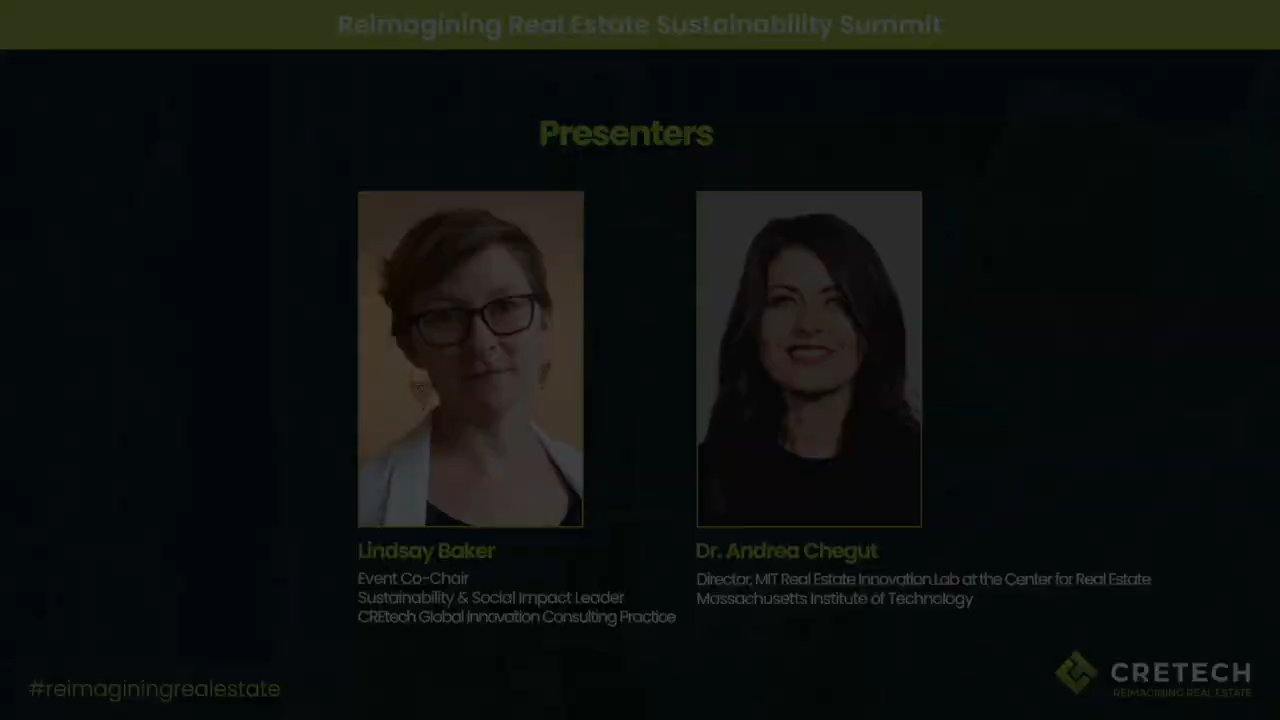 Reimagining Real Estate Sustainability Summit
Presenters
Lindsay Baker
Event Co-Chair
Sustainability & Social Impact Leader
CREtech Global Innovation Consulting Practice
Dr. Andrea Chegut
Director, MIT Real Estate Innovation Lab at the Center for Real Estate
Massachusetts Institute of Technology
#reimaginingrealestate
CRETECH
REIMAGINING REAL ESTATE